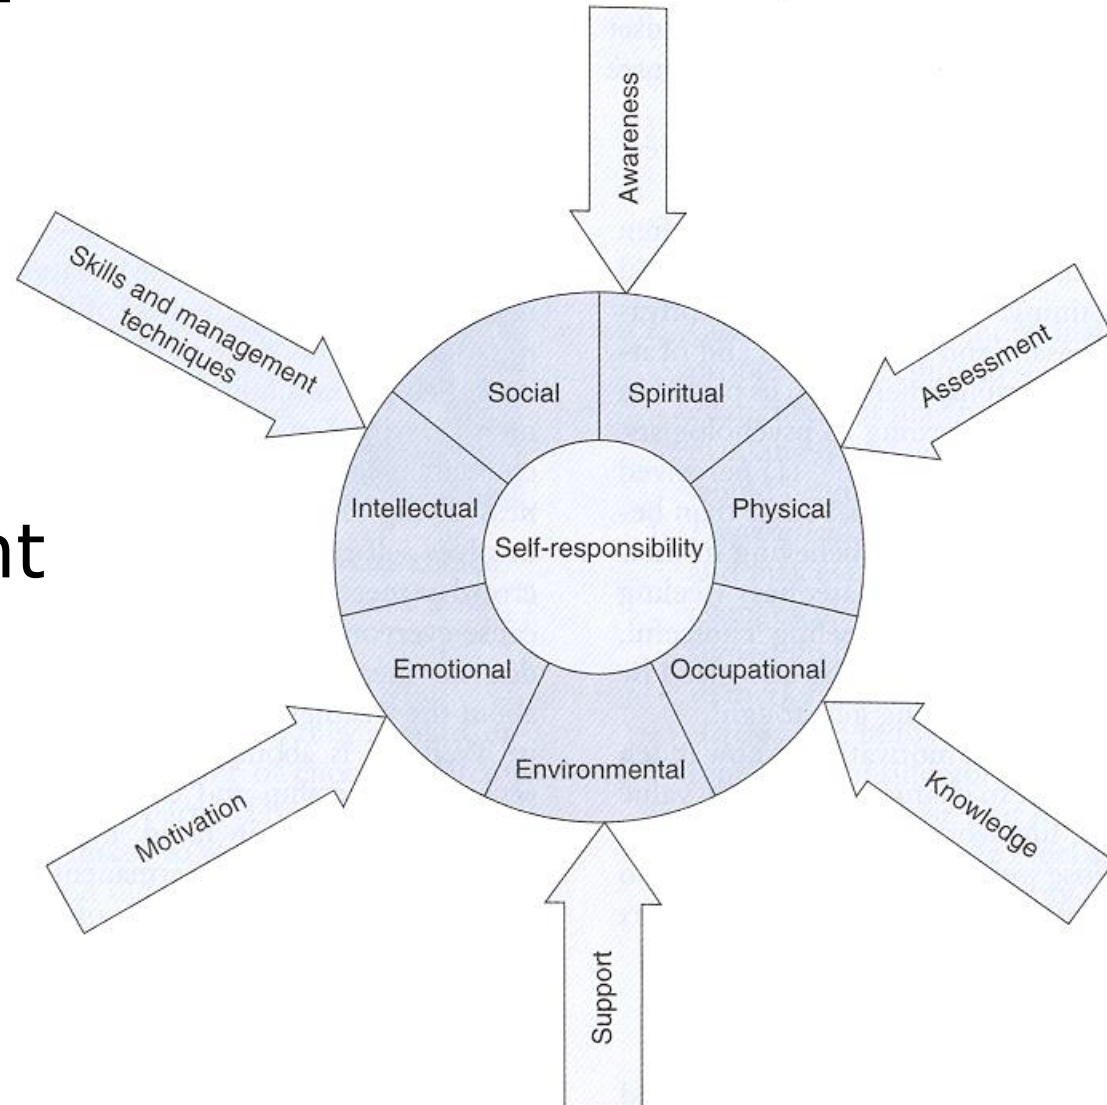 Awareness
Skills and management
techniques
Assessment
Social
Spiritual
Intellectual
Physical
nt
Self-responsibility
Emotional
Occupational
Environmental
Motivation
Knowledge
Support